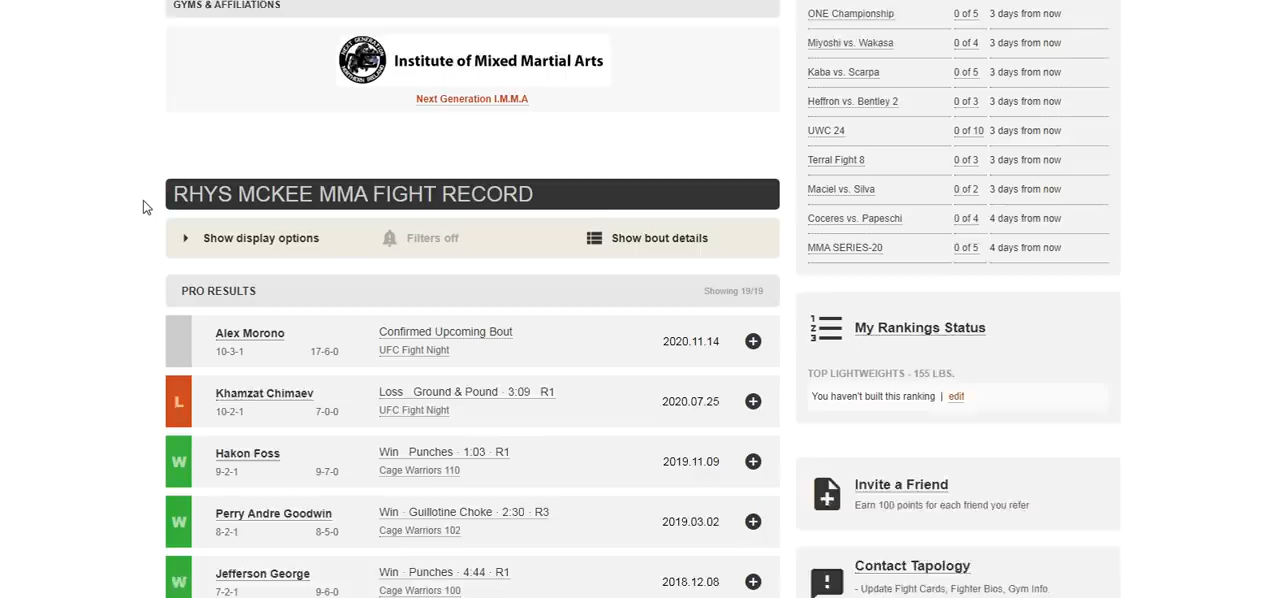 GYMS & AFFILIATIONS
NEXT GENERATION
NORTHERN IRELAND
Institute of Mixed Martial Arts
Next Generation I.M.M.A
RHYS MCKEE MMA FIGHT RECORD
Show display options
Filters off
Show bout details
PRO RESULTS
Showing 19/19
Alex Morono
10-3-1 17-6-0
Confirmed Upcoming Bout
UFC Fight Night
2020.11.14
L
Khamzat Chimaev
10-2-1 7-0-0
Loss Ground & Pound · 3:09 R1
UFC Fight Night
2020.07.25
W
Hakon Foss
9-2-1 9-7-0
Win Punches · 1:03 · R1
Cage Warriors 110
2019.11.09
W
Perry Andre Goodwin
8-2-1 8-5-0
Win · Guillotine Choke · 2:30 · R3
Cage Warriors 102
2019.03.02
W
Jefferson George
7-2-1 9-6-0
Win · Punches · 4:44 · R1
Cage Warriors 100
2018.12.08
ONE Championship 0 of 5 3 days from now
Miyoshi vs. Wakasa 0 of 4 3 days from now
Kaba vs. Scarpa 0 of 5 3 days from now
Heffron vs. Bentley 2 0 of 3 3 days from now
UWC 24 0 of 10 3 days from now
Terral Fight 8 0 of 3 3 days from now
Maciel vs. Silva 0 of 2 3 days from now
Coceres vs. Papeschi 0 of 4 4 days from now
MMA SERIES-20 0 of 5 4 days from now
1
2
3
My Rankings Status
TOP LIGHTWEIGHTS - 155 LBS.
You haven't built this ranking | edit
Invite a Friend
Earn 100 points for each friend you refer
Contact Tapology
- Update Fight Cards, Fighter Bios, Gym Info